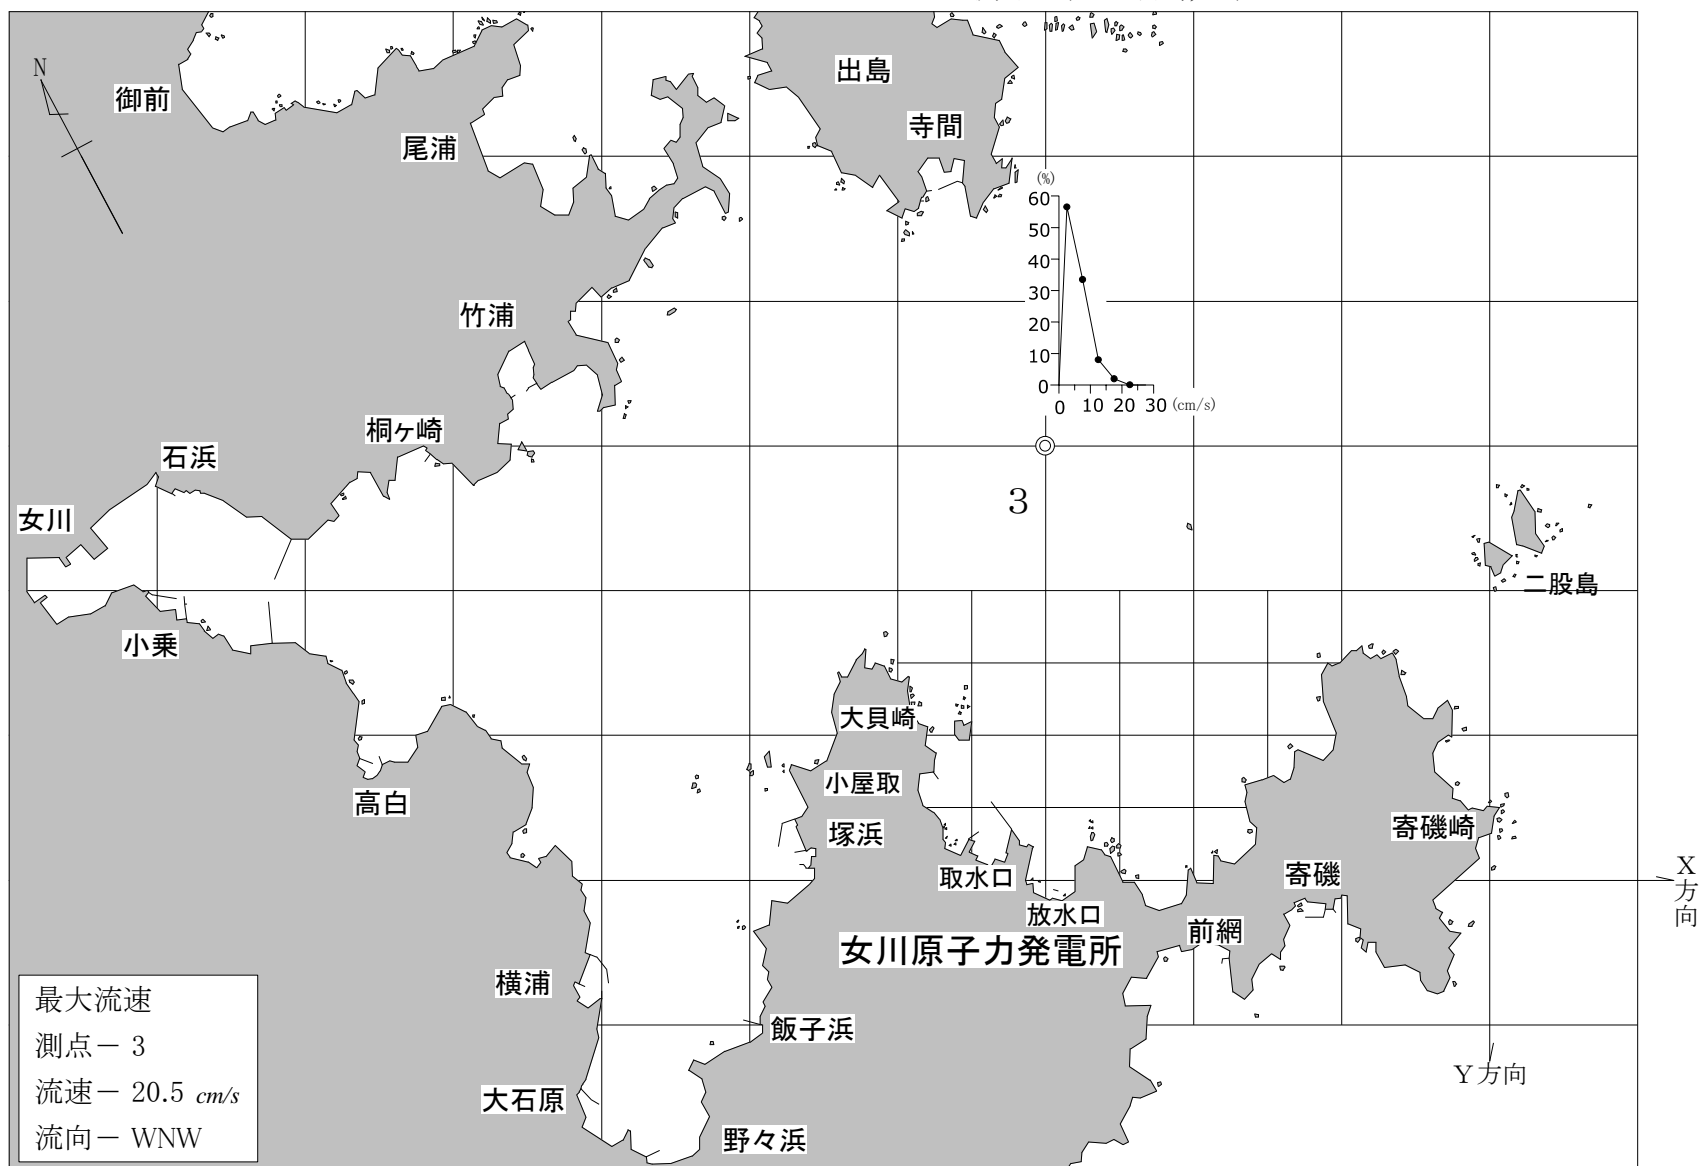 N
御前
尾浦
出島
寺間
(%)
60
50
40
30
20
10
0
0 10 20 30 (cm/s)
竹浦
桐ヶ崎
石浜
女川
3
二股島
小乗
大貝崎
高白
小屋取
塚浜
寄磯崎
取水口
寄磯
X方向
放水口
前網
女川原子力発電所
横浦
飯子浜
Y方向
大石原
野々浜
最大流速
測点－ 3
流速－ 20.5 cm/s
流向－ WNW